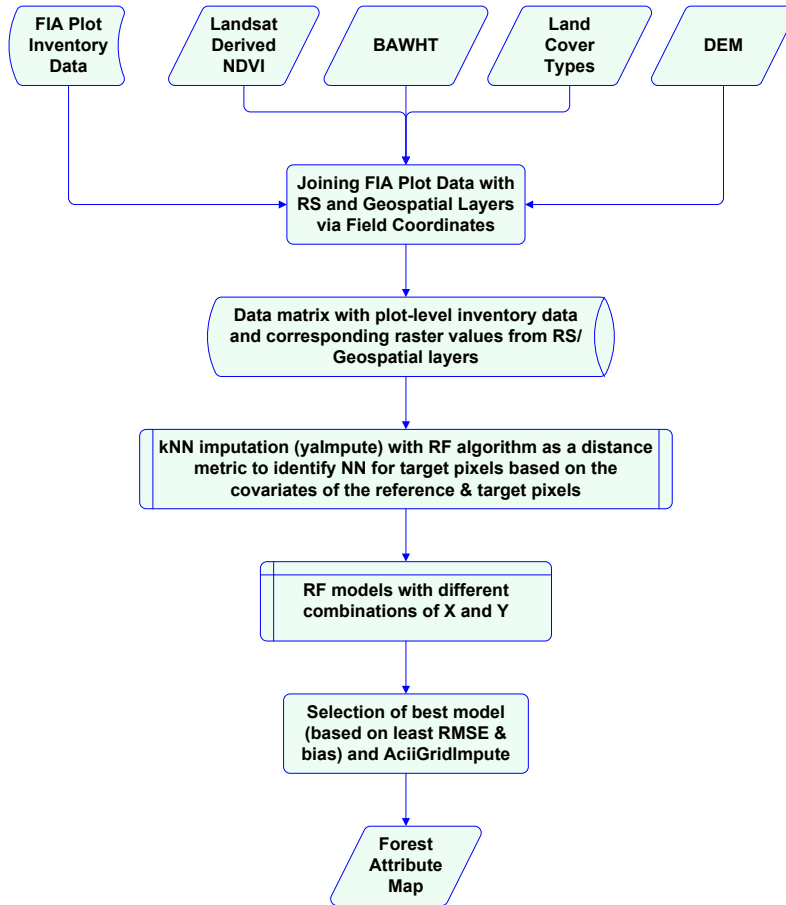 FIA Plot
Inventory
Data
Landsat
Derived
NDVI
BAWHT
Land
Cover
Types
DEM
Joining FIA Plot Data with
RS and Geospatial Layers
via Field Coordinates
Data matrix with plot-level inventory data
and corresponding raster values from RS/
Geospatial layers
kNN imputation (yaImpute) with RF algorithm as a distance
metric to identify NN for target pixels based on the
covariates of the reference & target pixels
RF models with different
combinations of X and Y
Selection of best model
(based on least RMSE &
bias) and AciiGridImpute
Forest
Attribute
Map